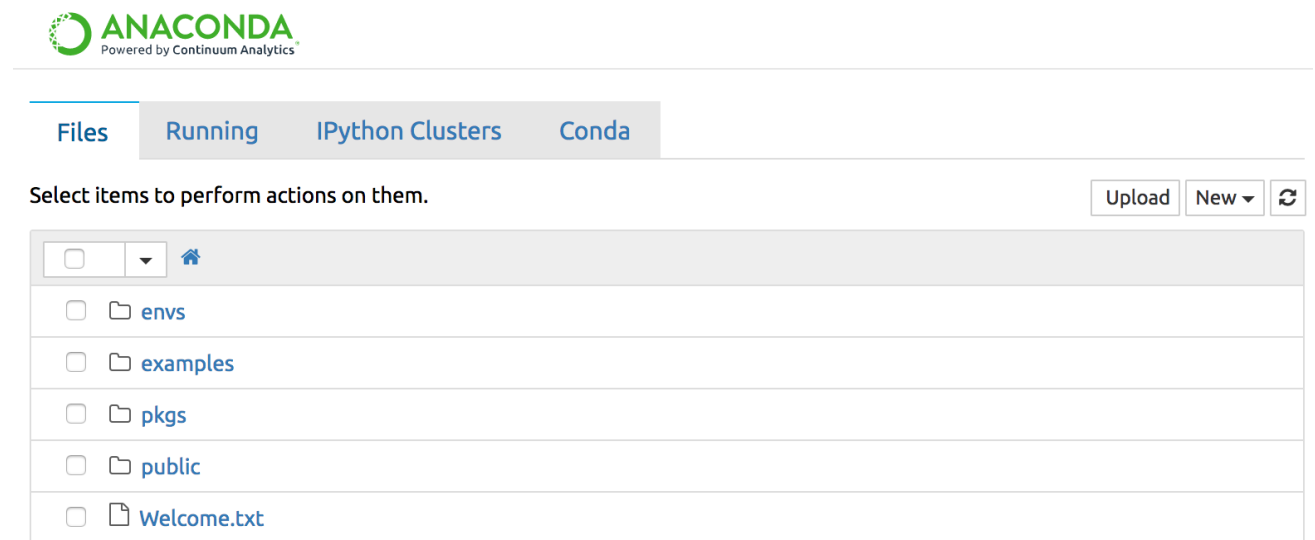 ANACONDA
Powered by Continuum Analytics
Files Running IPython Clusters Conda
Select items to perform actions on them. Upload New
envs
examples
pkgs
public
Welcome.txt